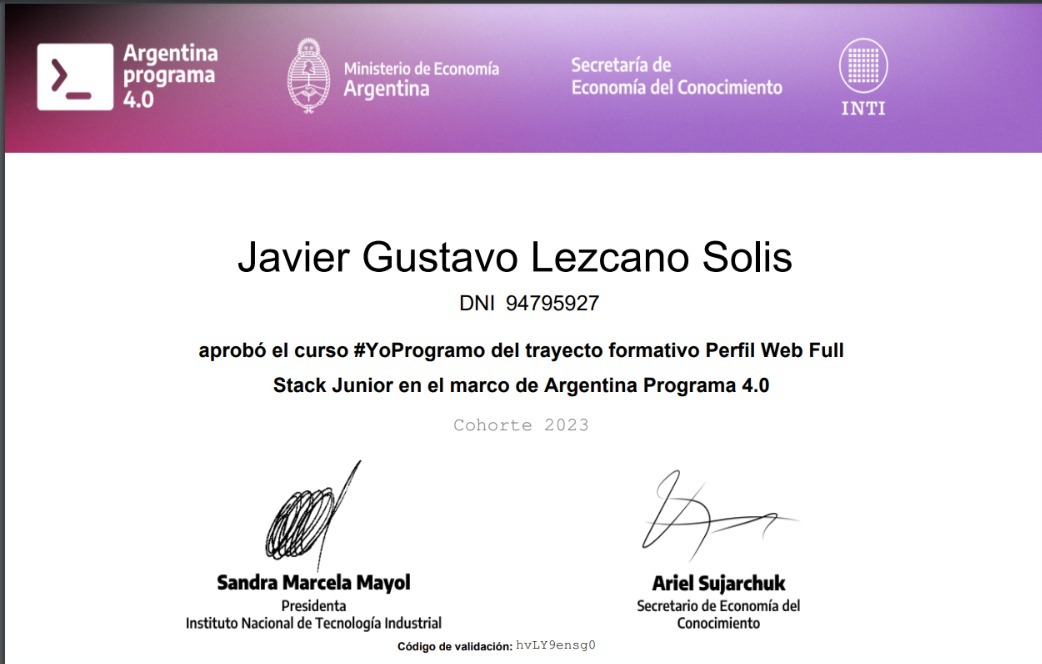 Argentina
programa
4.0
Ministerio de Economía
Argentina
Secretaría de
Economía del Conocimiento
INTI
Javier Gustavo Lezcano Solis
DNI 94795927
aprobó el curso #YoProgramo del trayecto formativo Perfil Web Full
Stack Junior en el marco de Argentina Programa 4.0
Cohorte 2023
Sandra Marcela Mayol
Presidenta
Instituto Nacional de Tecnología Industrial
Ariel Sujarchuk
Secretario de Economía del
Conocimiento
Código de validación: hvLY9ensg0